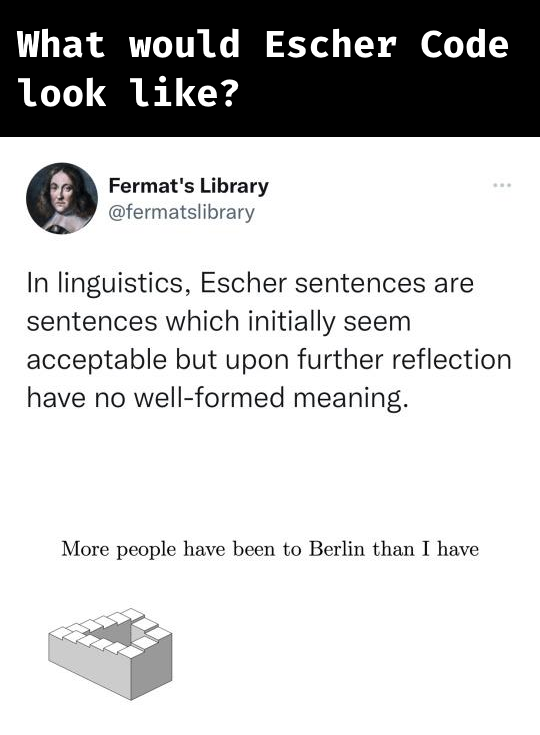 What would Escher Code
look like?
Fermat's Library
@fermatslibrary
In linguistics, Escher sentences are
sentences which initially seem
acceptable but upon further reflection
have no well-formed meaning.
More people have been to Berlin than I have